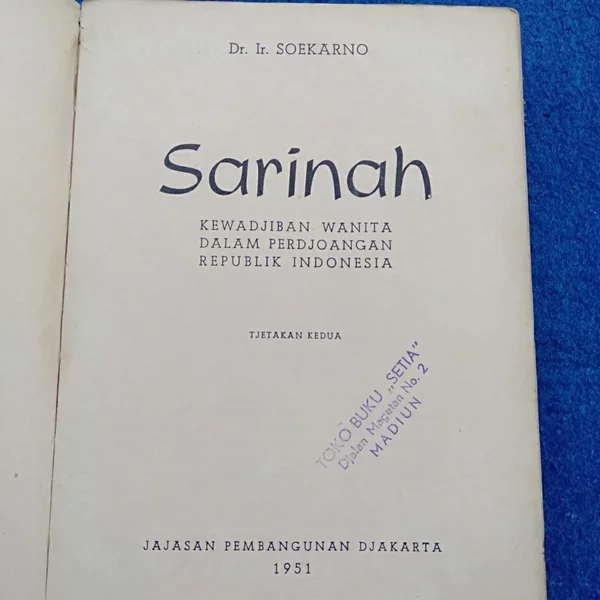 Dr. Ir. SOEKARNO
Sarinah
KEWADJIBAN WANITA
DALAM PERDJOANGAN
REPUBLIK INDONESIA
TJETAKAN KEDUA
TOKO BUKU „SETIA"
Djalan Magelan No. 2
MADIUN
JAJASAN PEMBANGUNAN DJAKARTA
1951